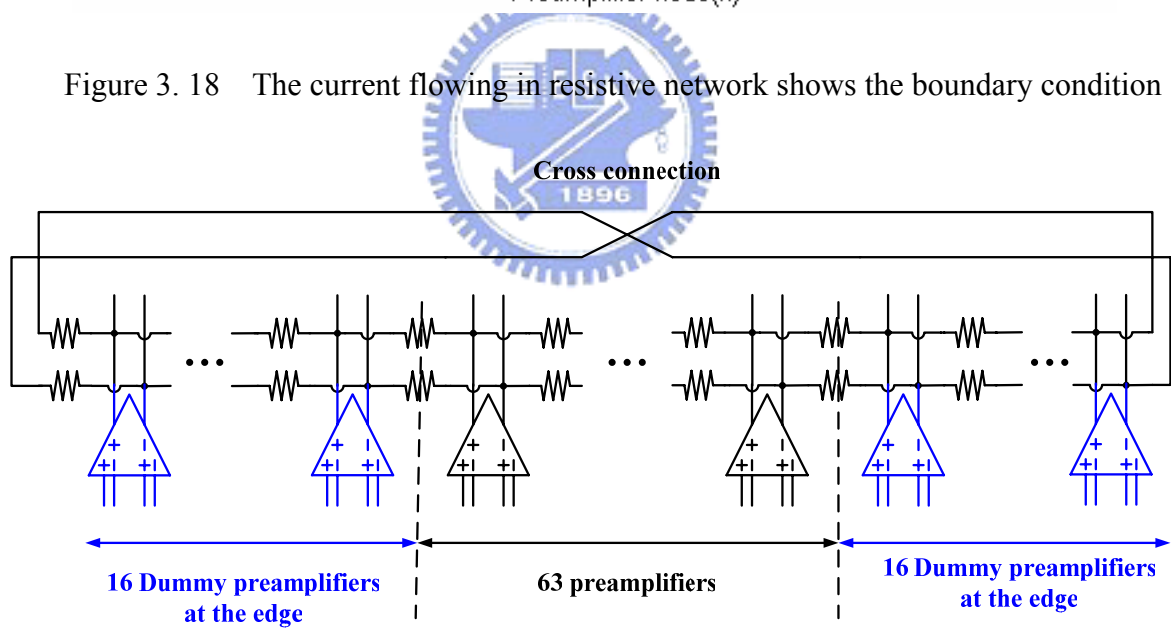 Figure 3. 18 The current flowing in resistive network shows the boundary condition
1896
Cross connection
+ -
+- +-
+ -
+- +-
+ -
+- +-
+ -
+- +-
+ -
+- +-
+ -
+- +-
16 Dummy preamplifiers
at the edge
63 preamplifiers
16 Dummy preamplifiers
at the edge